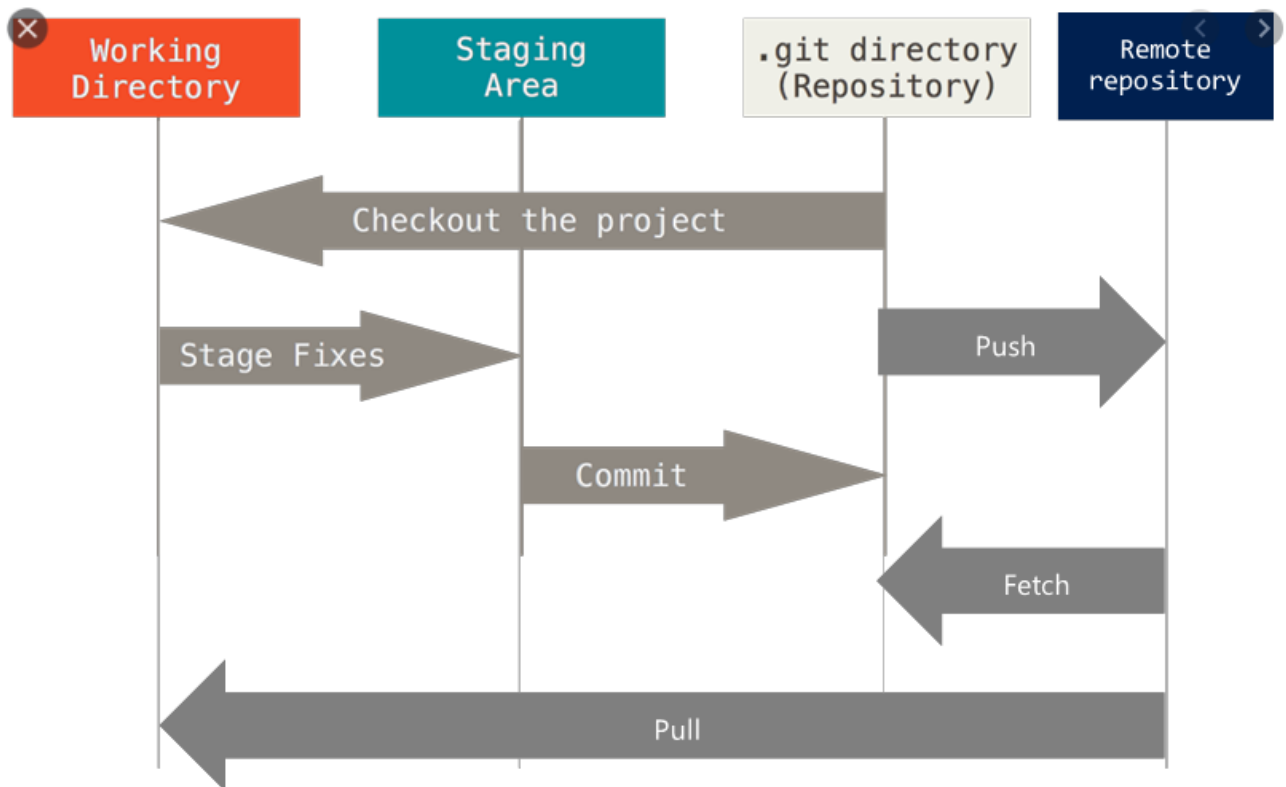 Working
Directory
Staging
Area
.git directory
(Repository)
Remote
repository
Checkout the project
Stage Fixes
Push
Commit
Fetch
Pull